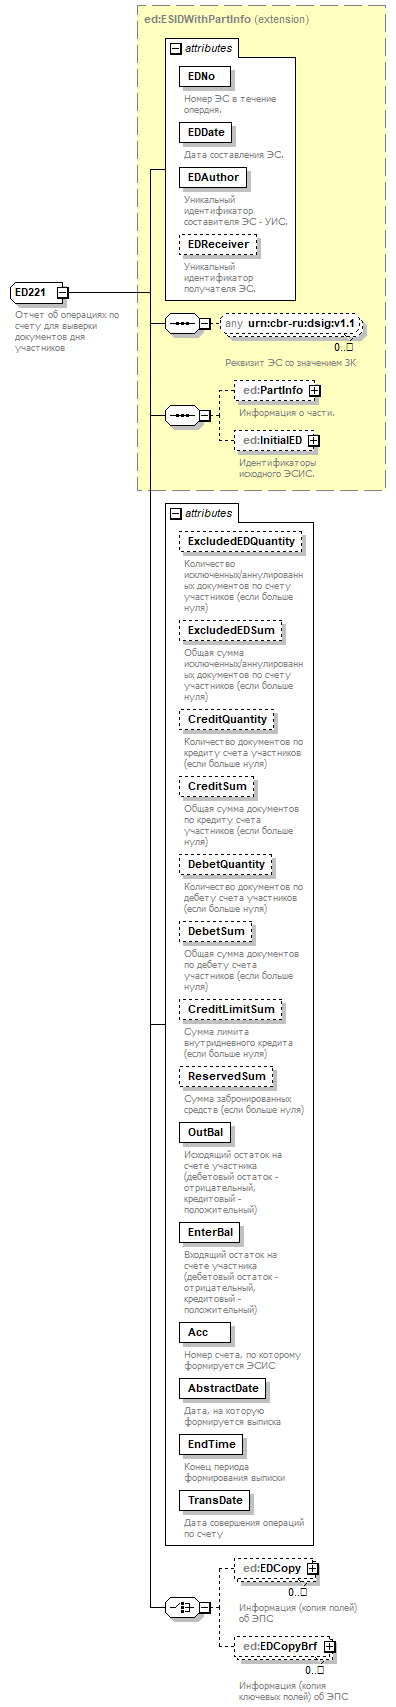 ed:ESIDWithPartInfo (extension)
attributes
EDNo
Номер ЭС в течение
опердня.
EDDate
Дата составления ЭС.
EDAuthor
Уникальный
идентификатор
составителя ЭС - УИС.
EDReceiver
Уникальный
идентификатор
получателя ЭС.
ED221
Отчет об операциях по
счету для выверки
документов дня
участников
any urn:cbr-ru:dsig:v1.1
0..□
Реквизит ЭС со значением ЗК
ed:PartInfo
Информация о части.
ed:InitialED
Идентификаторы
исходного ЭСИС.
attributes
ExcludedEDQuantity
Количество
исключенных/аннулированн
ых документов по счету
участников (если больше
нуля)
ExcludedEDSum
Общая сумма
исключенных/аннулированн
ых документов по счету
участников (если больше
нуля)
CreditQuantity
Количество документов по
кредиту счета участников
(если больше нуля)
CreditSum
Общая сумма документов
по кредиту счета
участников (если больше
нуля)
DebetQuantity
Количество документов по
дебету счета участников
(если больше нуля)
DebetSum
Общая сумма документов
по дебету счета
участников (если больше
нуля)
CreditLimitSum
Сумма лимита
внутридневного кредита
(если больше нуля)
ReservedSum
Сумма забронированных
средств (если больше нуля)
OutBal
Исходящий остаток на
счете участника
(дебетовый остаток -
отрицательный,
кредитовый -
положительный)
EnterBal
Входящий остаток на
счете участника
(дебетовый остаток -
отрицательный,
кредитовый -
положительный)
Acc
Номер счета, по которому
формируется ЭСИС
AbstractDate
Дата, на которую
формируется выписка
EndTime
Конец периода
формирования выписки
TransDate
Дата совершения операций
по счету
ed:EDCopy
0..□
Информация (копия полей)
об ЭПС
ed:EDCopyBrf
0..□
Информация (копия
ключевых полей) об ЭПС